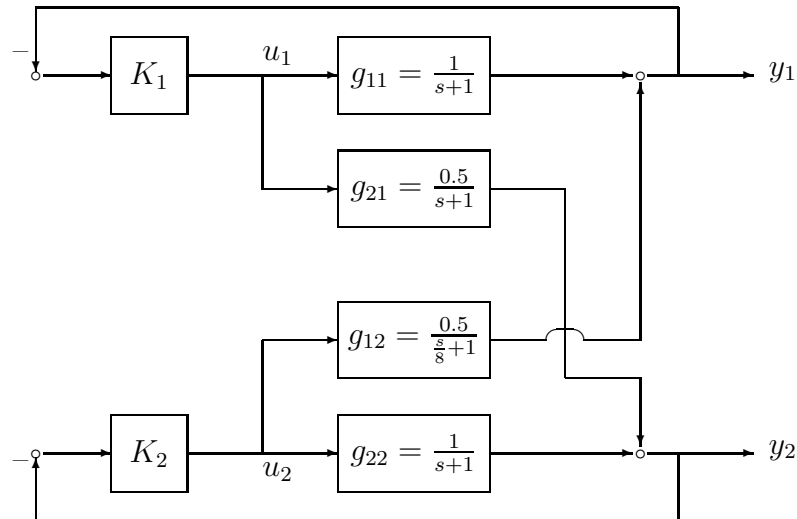 −
K₁
u₁
g₁₁ = 1/(s+1)
y₁
g₂₁ = 0.5/(s+1)
g₁₂ = 0.5/(s/8+1)
−
K₂
u₂
g₂₂ = 1/(s+1)
y₂